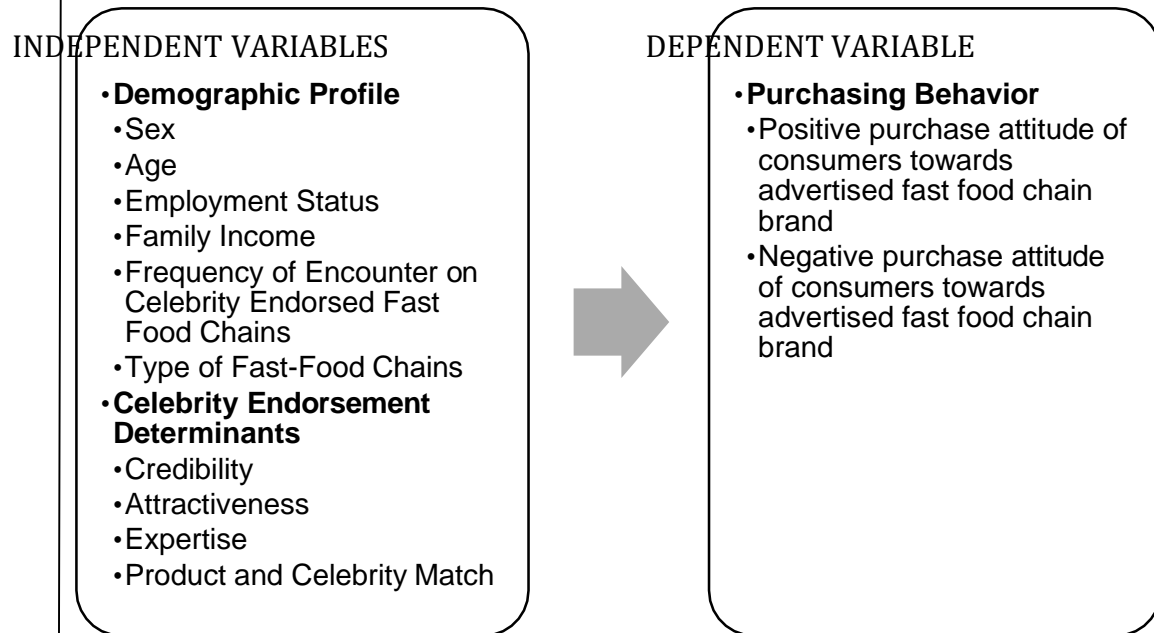 INDEPENDENT VARIABLES
•Demographic Profile
•Sex
•Age
•Employment Status
•Family Income
•Frequency of Encounter on
Celebrity Endorsed Fast
Food Chains
•Type of Fast-Food Chains
•Celebrity Endorsement
Determinants
•Credibility
•Attractiveness
•Expertise
•Product and Celebrity Match
DEPENDENT VARIABLE
•Purchasing Behavior
•Positive purchase attitude of
consumers towards
advertised fast food chain
brand
•Negative purchase attitude
of consumers towards
advertised fast food chain
brand